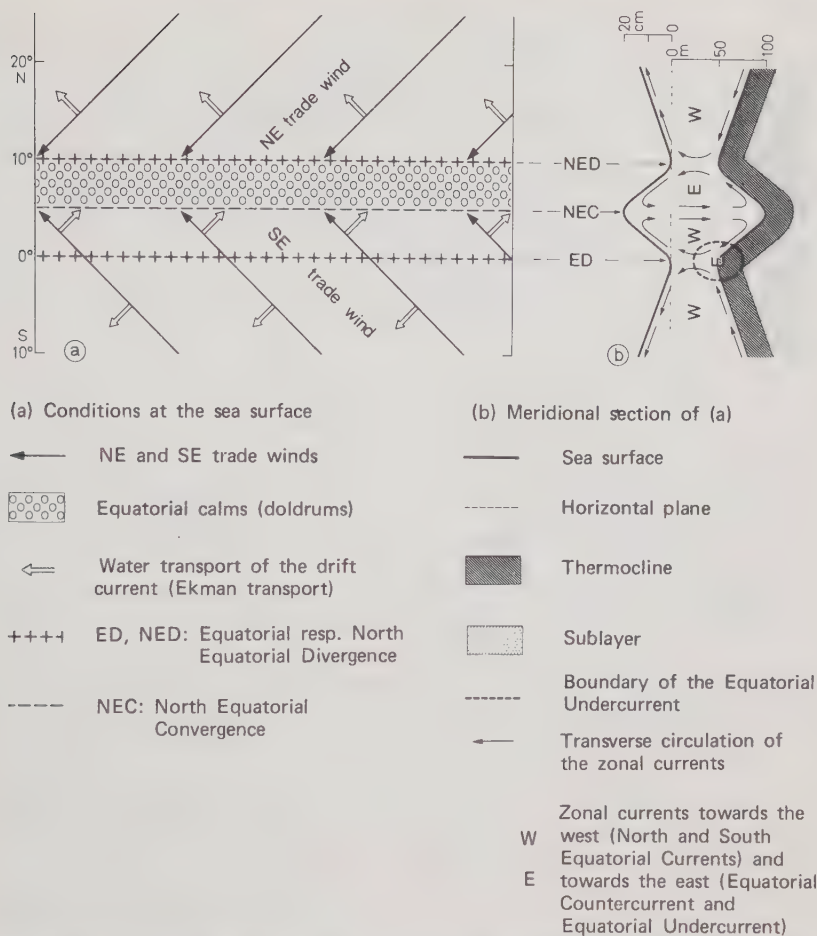 20°
N
10°
0°
S
10°
NE trade wind
SE trade wind
a
NED
NEC
ED
20 cm
0 0
m
50
100
W
E
W
E
W
b
(a) Conditions at the sea surface
NE and SE trade winds
Equatorial calms (doldrums)
Water transport of the drift
current (Ekman transport)
ED, NED: Equatorial resp. North
Equatorial Divergence
NEC: North Equatorial
Convergence
(b) Meridional section of (a)
Sea surface
Horizontal plane
Thermocline
Sublayer
Boundary of the Equatorial
Undercurrent
Transverse circulation of
the zonal currents
Zonal currents towards the
W west (North and South
Equatorial Currents) and
E towards the east (Equatorial
Countercurrent and
Equatorial Undercurrent)